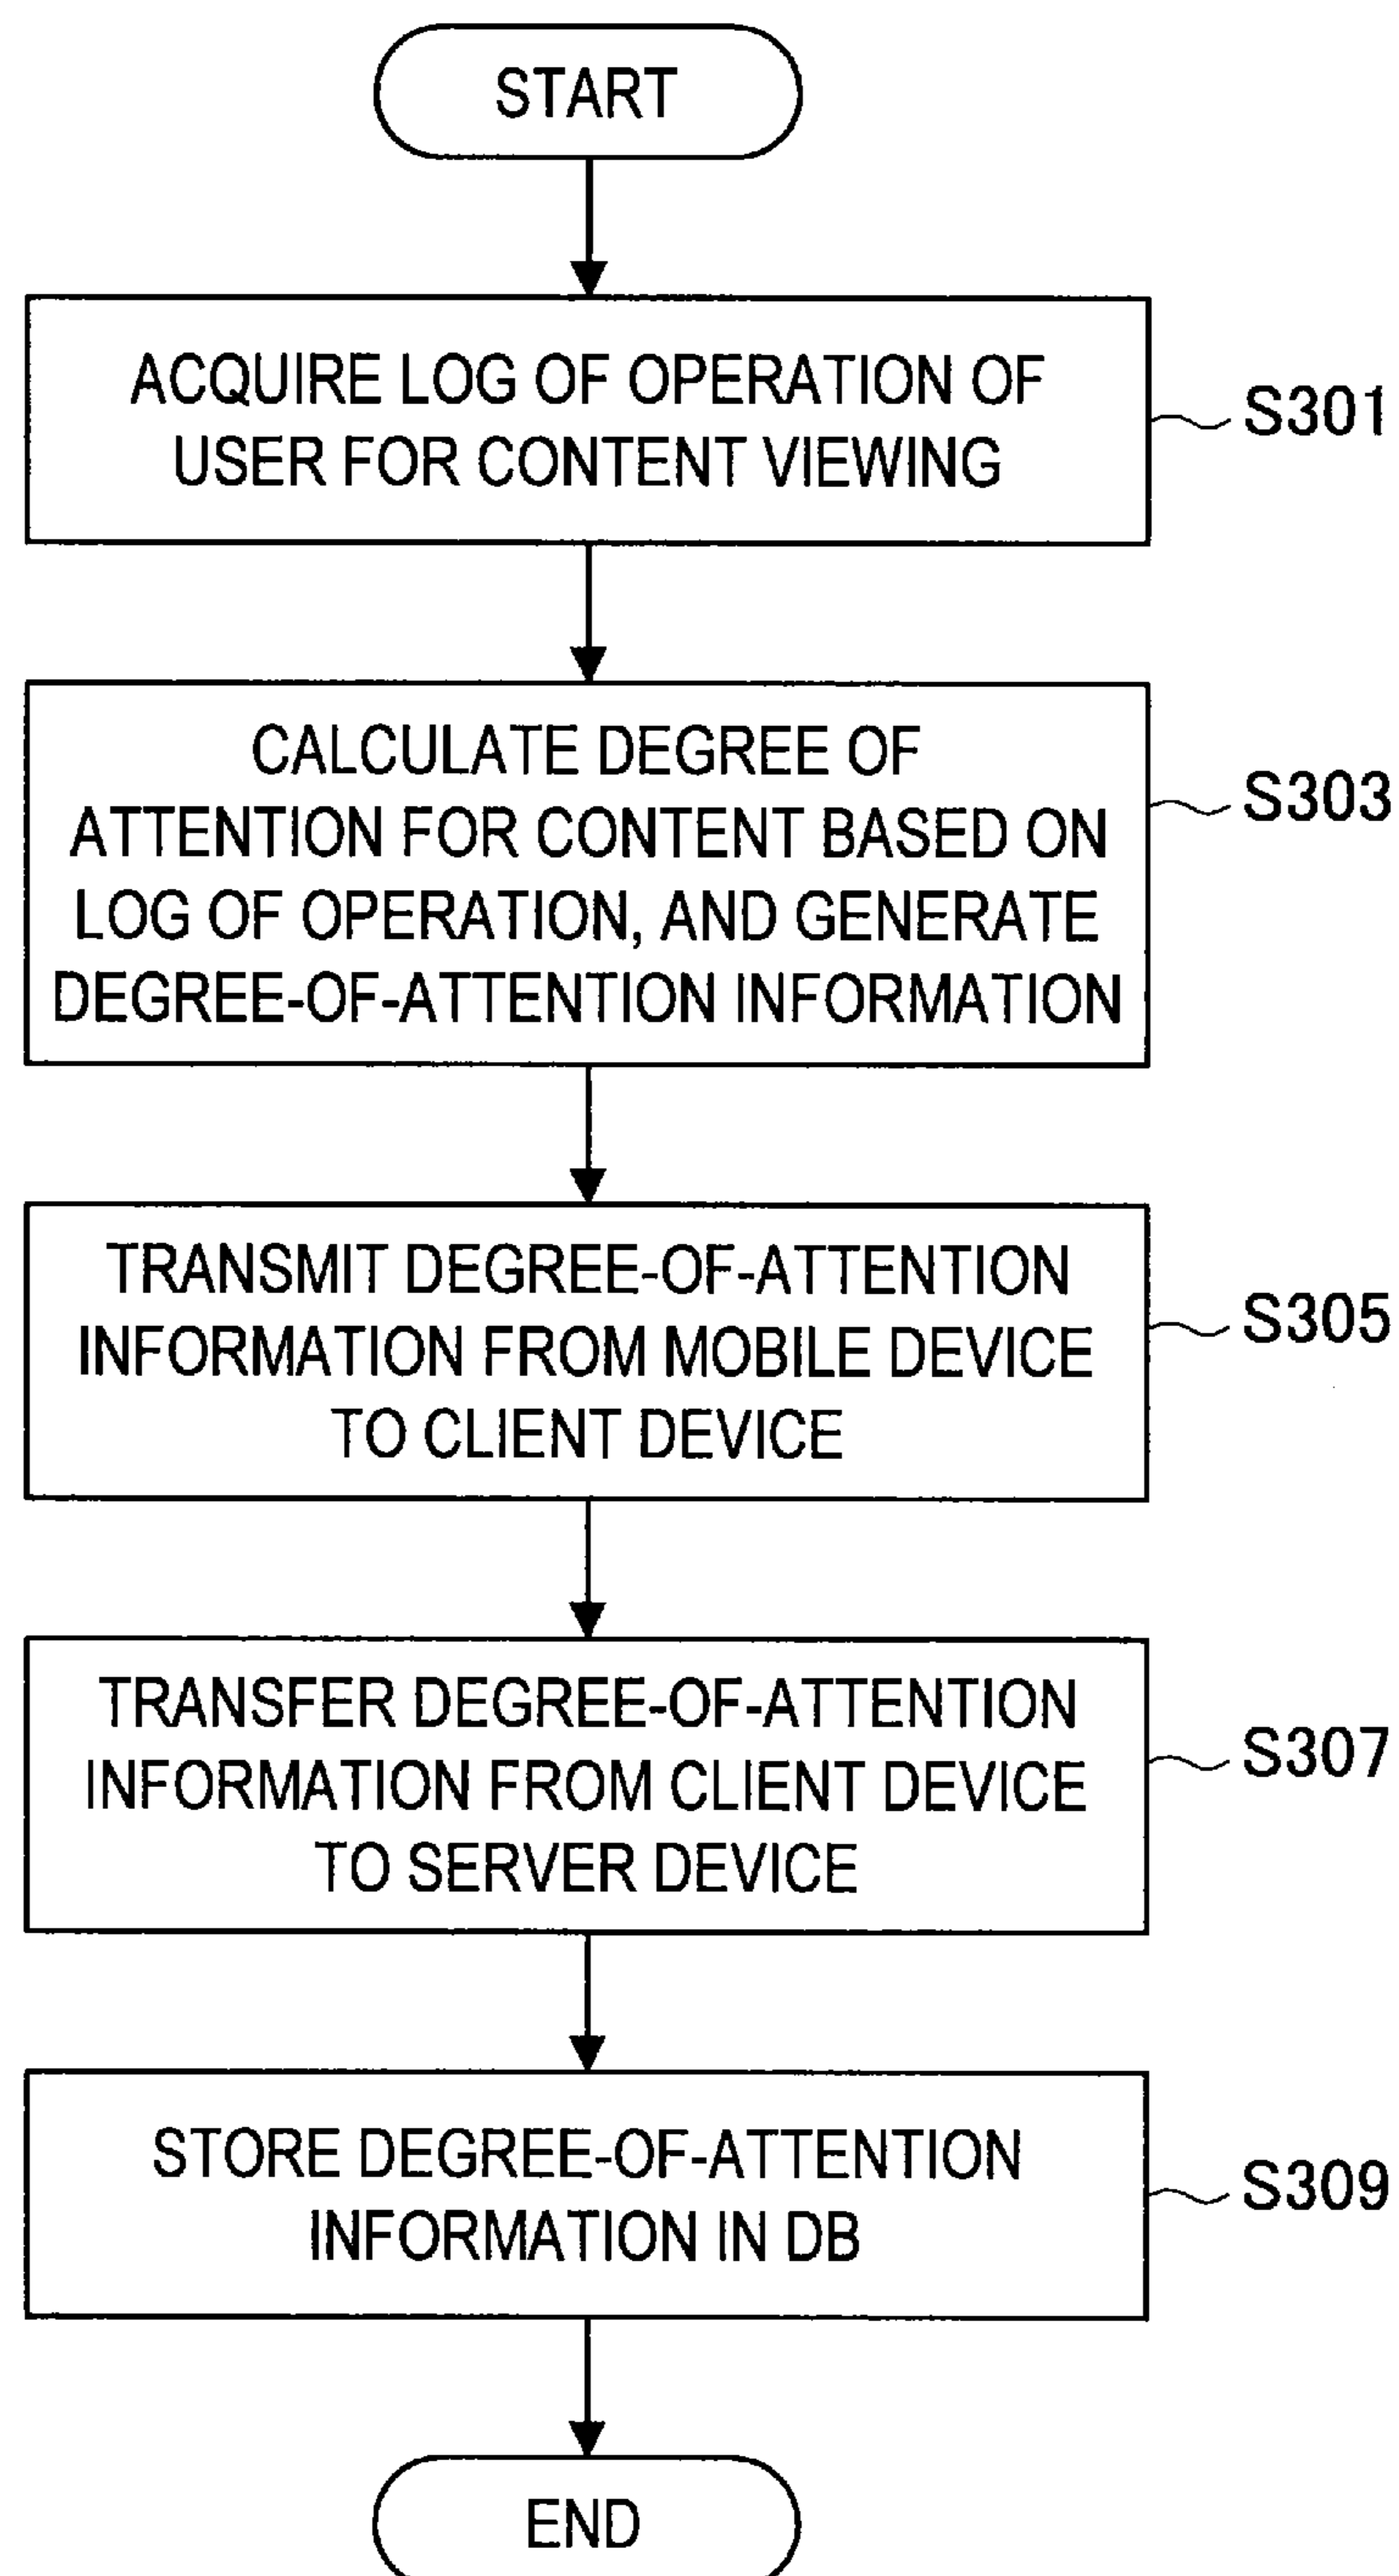 START
ACQUIRE LOG OF OPERATION OF
USER FOR CONTENT VIEWING
S301
CALCULATE DEGREE OF
ATTENTION FOR CONTENT BASED ON
LOG OF OPERATION, AND GENERATE
DEGREE-OF-ATTENTION INFORMATION
S303
TRANSMIT DEGREE-OF-ATTENTION
INFORMATION FROM MOBILE DEVICE
TO CLIENT DEVICE
S305
TRANSFER DEGREE-OF-ATTENTION
INFORMATION FROM CLIENT DEVICE
TO SERVER DEVICE
S307
STORE DEGREE-OF-ATTENTION
INFORMATION IN DB
S309
END